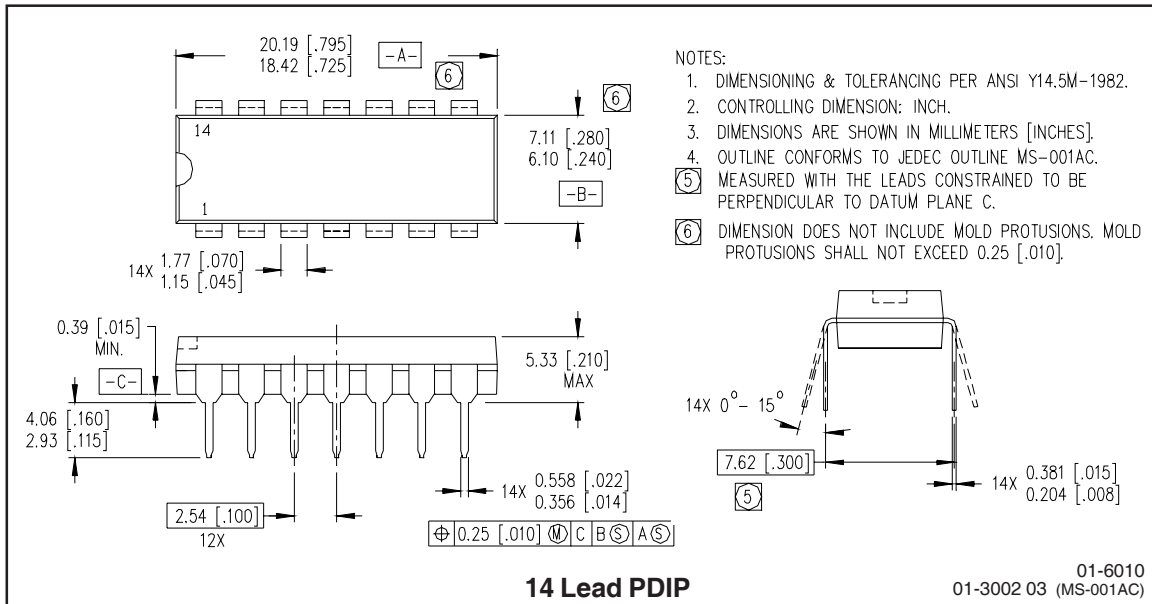 20.19 [.795]
18.42 [.725]
-A-
6
6
14
1
7.11 [.280]
6.10 [.240]
-B-
14X 1.77 [.070]
1.15 [.045]
NOTES:
1. DIMENSIONING & TOLERANCING PER ANSI Y14.5M-1982.
2. CONTROLLING DIMENSION: INCH.
3. DIMENSIONS ARE SHOWN IN MILLIMETERS [INCHES].
4. OUTLINE CONFORMS TO JEDEC OUTLINE MS-001AC.
5 MEASURED WITH THE LEADS CONSTRAINED TO BE
PERPENDICULAR TO DATUM PLANE C.
6 DIMENSION DOES NOT INCLUDE MOLD PROTUSIONS. MOLD
PROTUSIONS SHALL NOT EXCEED 0.25 [.010].
0.39 [.015]
MIN.
-C-
4.06 [.160]
2.93 [.115]
5.33 [.210]
MAX
2.54 [.100]
12X
14X 0.558 [.022]
0.356 [.014]
⌖ 0.25 [.010] Ⓜ C B Ⓢ A Ⓢ
14X 0°- 15°
7.62 [.300]
5
14X 0.381 [.015]
0.204 [.008]
14 Lead PDIP
01-6010
01-3002 03 (MS-001AC)